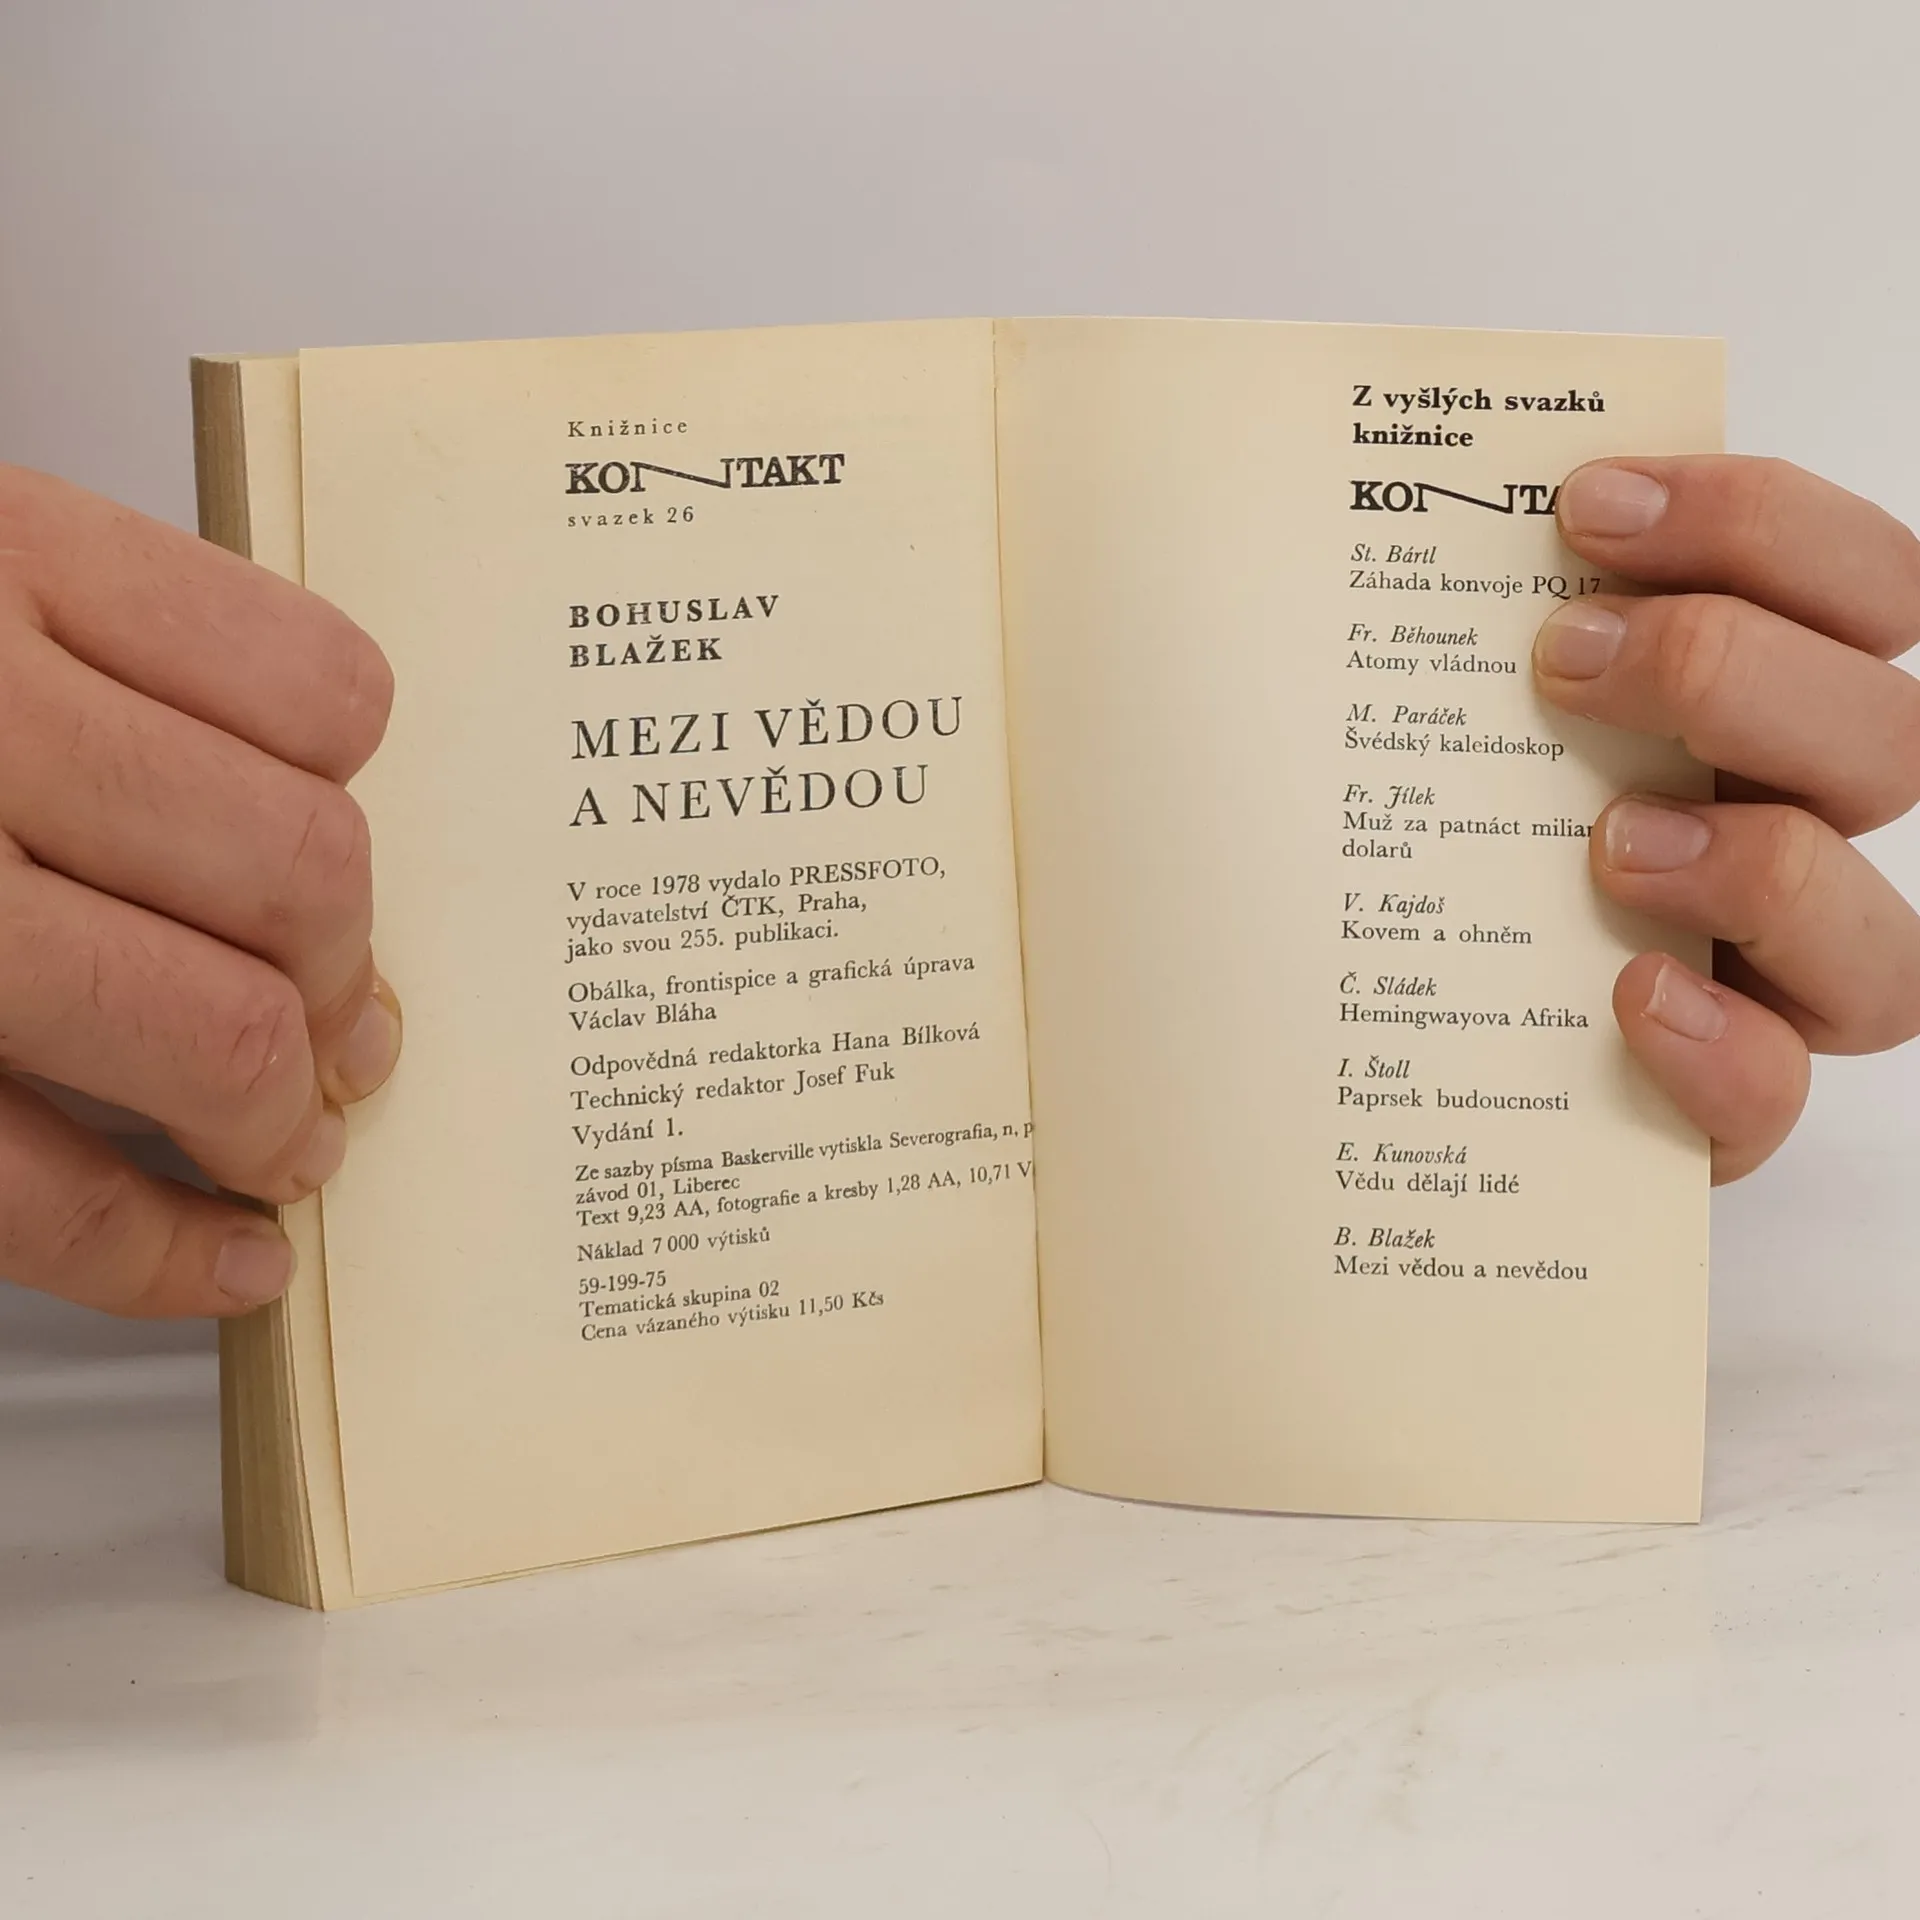 Knižnice
KONTAKT
svazek 26
BOHUSLAV
BLAŽEK
MEZI VĚDOU
A NEVĚDOU
V roce 1978 vydalo PRESSFOTO,
vydavatelství ČTK, Praha,
jako svou 255. publikaci.
Obálka, frontispice a grafická úprava
Václav Bláha
Odpovědná redaktorka Hana Bílková
Technický redaktor Josef Fuk
Vydání 1.
Ze sazby písma Baskerville vytiskla Severografia, n. p
závod 01, Liberec
Text 9,23 AA, fotografie a kresby 1,28 AA, 10,71 V
Náklad 7 000 výtisků
59-199-75
Tematická skupina 02
Cena vázaného výtisku 11,50 Kčs
Z vyšlých svazků
knižnice
KONTA
St. Bártl
Záhada konvoje PQ 17
Fr. Běhounek
Atomy vládnou
M. Paráček
Švédský kaleidoskop
Fr. Jílek
Muž za patnáct miliar
dolarů
V. Kajdoš
Kovem a ohněm
Č. Sládek
Hemingwayova Afrika
I. Štoll
Paprsek budoucnosti
E. Kunovská
Vědu dělají lidé
B. Blažek
Mezi vědou a nevědou